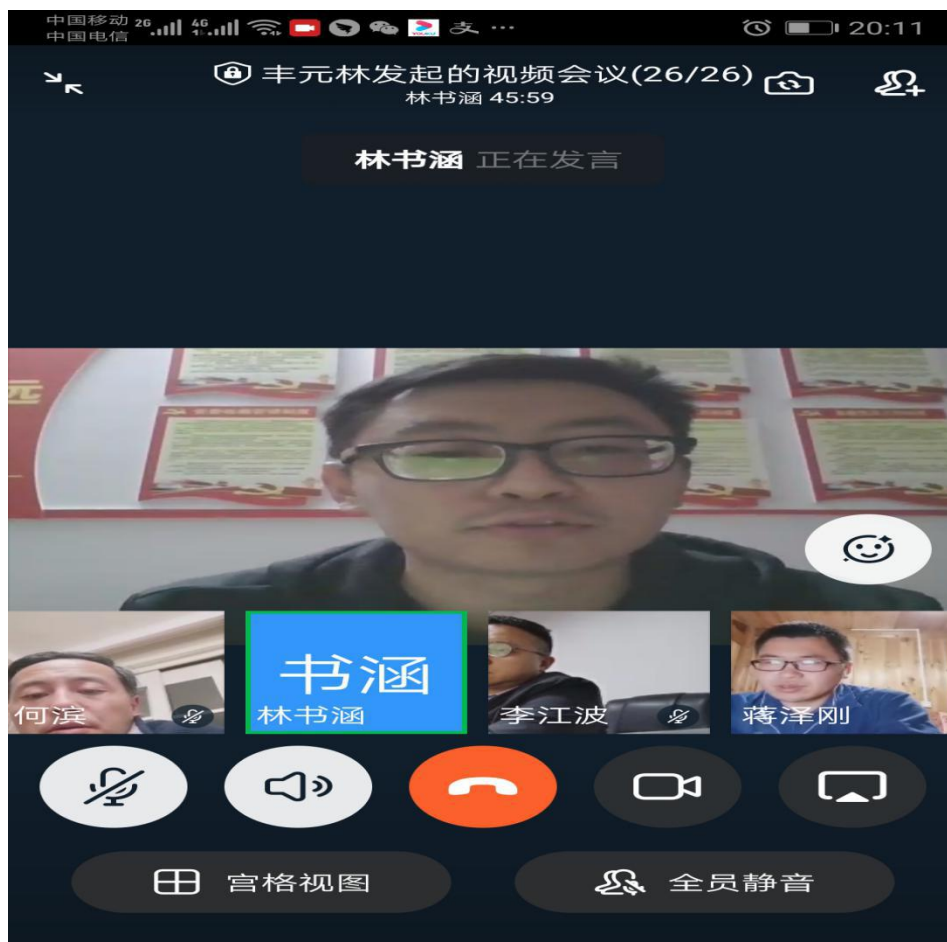 中国移动 2G 4G 20:11
中国电信
丰元林发起的视频会议(26/26)
林书涵 45:59
林书涵 正在发言
何滨 书涵 林书涵 李江波 蒋泽刚
宫格视图 全员静音